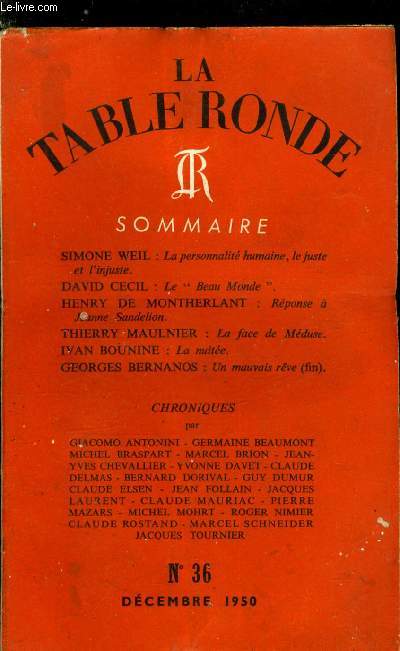 Le-livre.com
LA
TABLE RONDE
TR
SOMMAIRE
SIMONE WEIL : La personnalité humaine, le juste
et l'injuste.
DAVID CECIL : Le " Beau Monde ".
HENRY DE MONTHERLANT : Réponse à
Jeanne Sandelion.
THIERRY MAULNIER : La face de Méduse.
IVAN BOUNINE : La nuitée.
GEORGES BERNANOS : Un mauvais rêve (fin).
CHRONIQUES
par
GIACOMO ANTONINI - GERMAINE BEAUMONT
MICHEL BRASPART - MARCEL BRION - JEAN-
YVES CHEVALLIER - YVONNE DAVET - CLAUDE
DELMAS - BERNARD DORIVAL - GUY DUMUR
CLAUDE ELSEN - JEAN FOLLAIN - JACQUES
LAURENT - CLAUDE MAURIAC - PIERRE
MAZARS - MICHEL MOHRT - ROGER NIMIER
CLAUDE ROSTAND - MARCEL SCHNEIDER
JACQUES TOURNIER
N° 36
DÉCEMBRE 1950